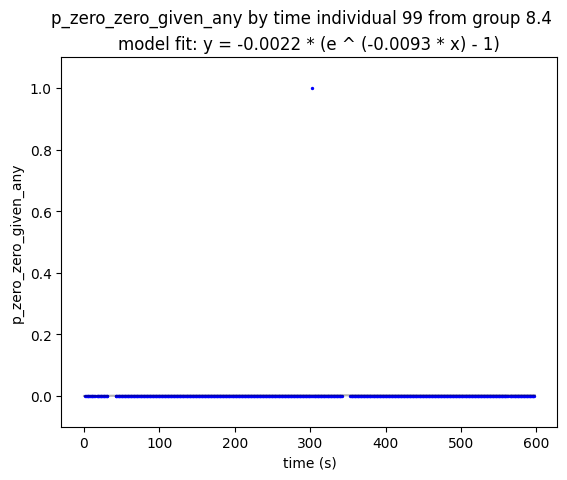 p_zero_zero_given_any by time individual 99 from group 8.4
model fit: y = -0.0022 * (e ^ (-0.0093 * x) - 1)
1.0
0.8
0.6
0.4
0.2
0.0
p_zero_zero_given_any
0 100 200 300 400 500 600
time (s)